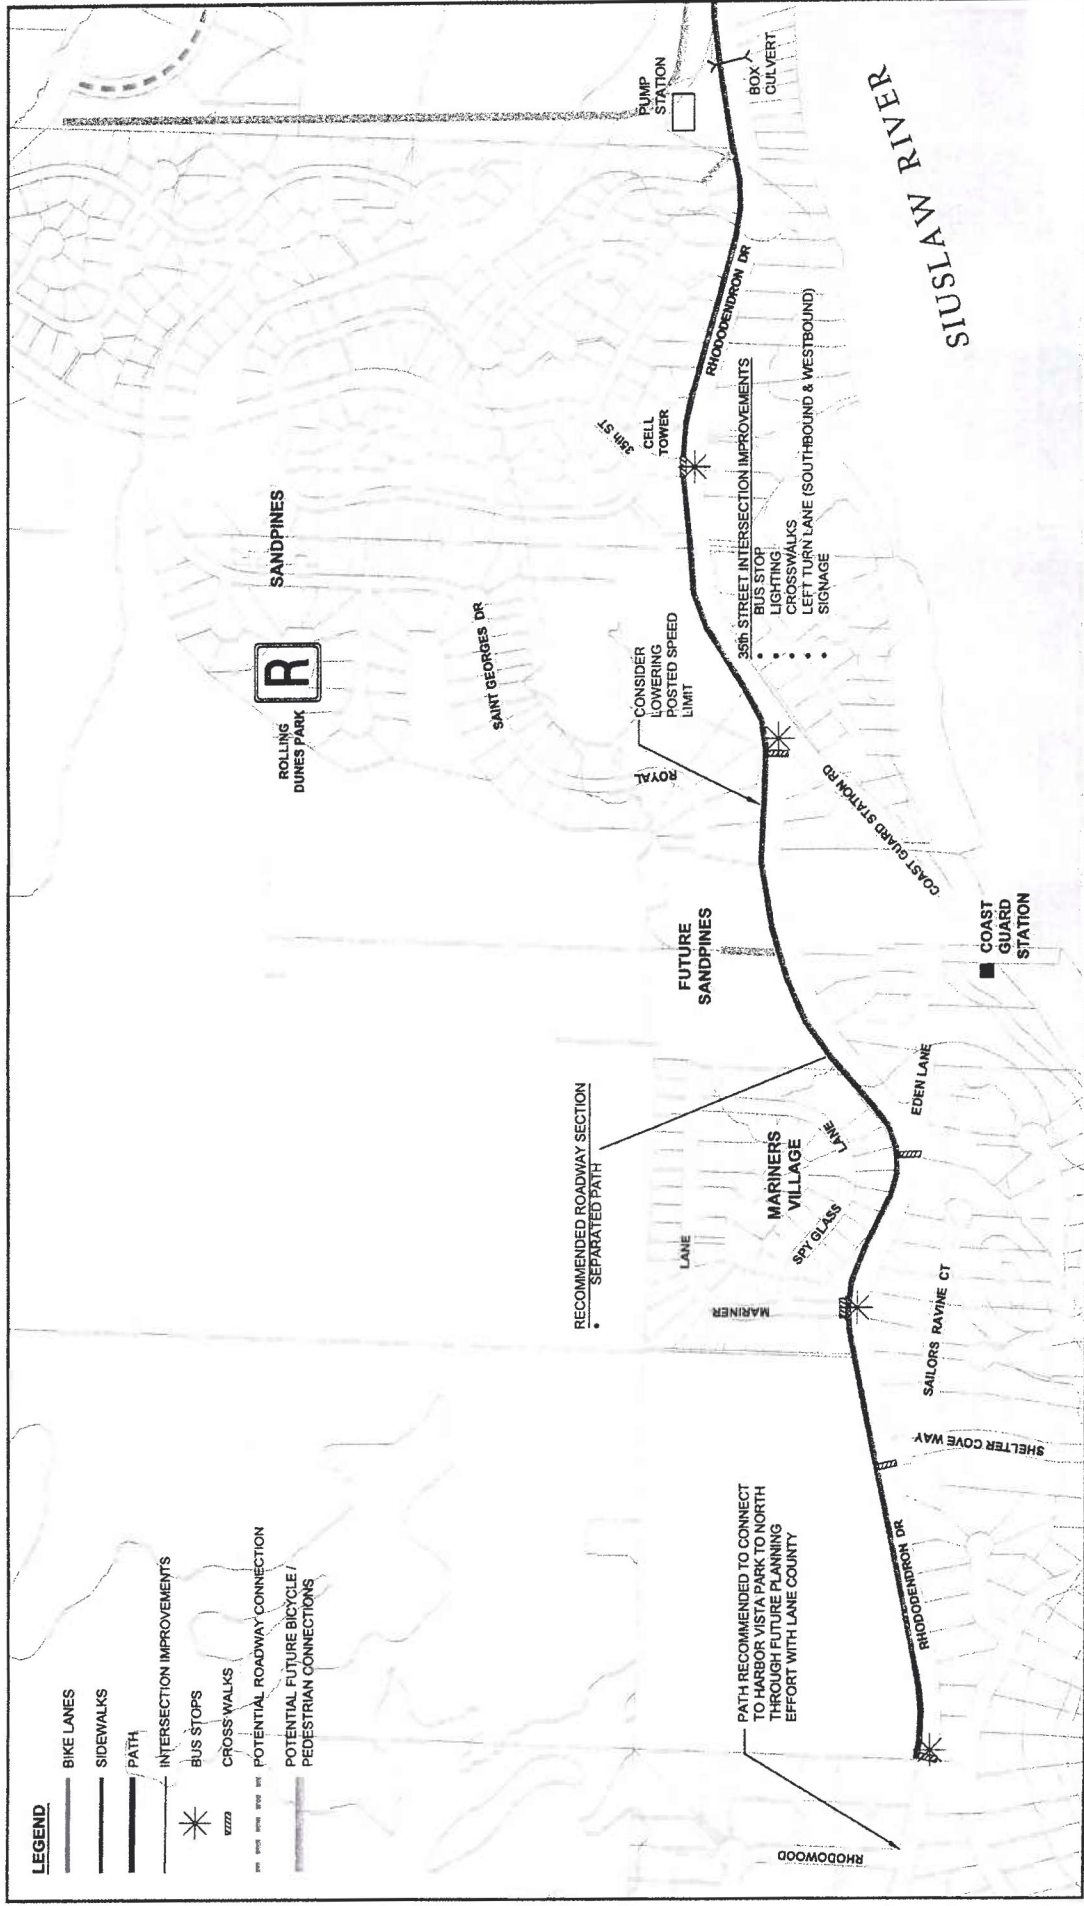 LEGEND
BIKE LANES
SIDEWALKS
PATH
INTERSECTION IMPROVEMENTS
BUS STOPS
CROSS WALKS
POTENTIAL ROADWAY CONNECTION
POTENTIAL FUTURE BICYCLE /
PEDESTRIAN CONNECTIONS
ROLLING
DUNES PARK
R
SANDPINES
SAINT GEORGES DR
35th ST
CELL
TOWER
PUMP
STATION
BOX
CULVERT
RECOMMENDED ROADWAY SECTION
• SEPARATED PATH
CONSIDER
LOWERING
POSTED SPEED
LIMIT
ROYAL
FUTURE
SANDPINES
LANE
MARINER
MARINERS
VILLAGE
SPY GLASS
LANE
RHODODENDRON DR
35th STREET INTERSECTION IMPROVEMENTS
• BUS STOP
• LIGHTING
• CROSSWALKS
• LEFT TURN LANE (SOUTHBOUND & WESTBOUND)
• SIGNAGE
PATH RECOMMENDED TO CONNECT
TO HARBOR VISTA PARK TO NORTH
THROUGH FUTURE PLANNING
EFFORT WITH LANE COUNTY
RHODOWOOD
RHODODENDRON DR
SHELTER COVE WAY
SAILORS RAVINE CT
EDEN LANE
COAST GUARD STATION RD
COAST
GUARD
STATION
SIUSLAW RIVER